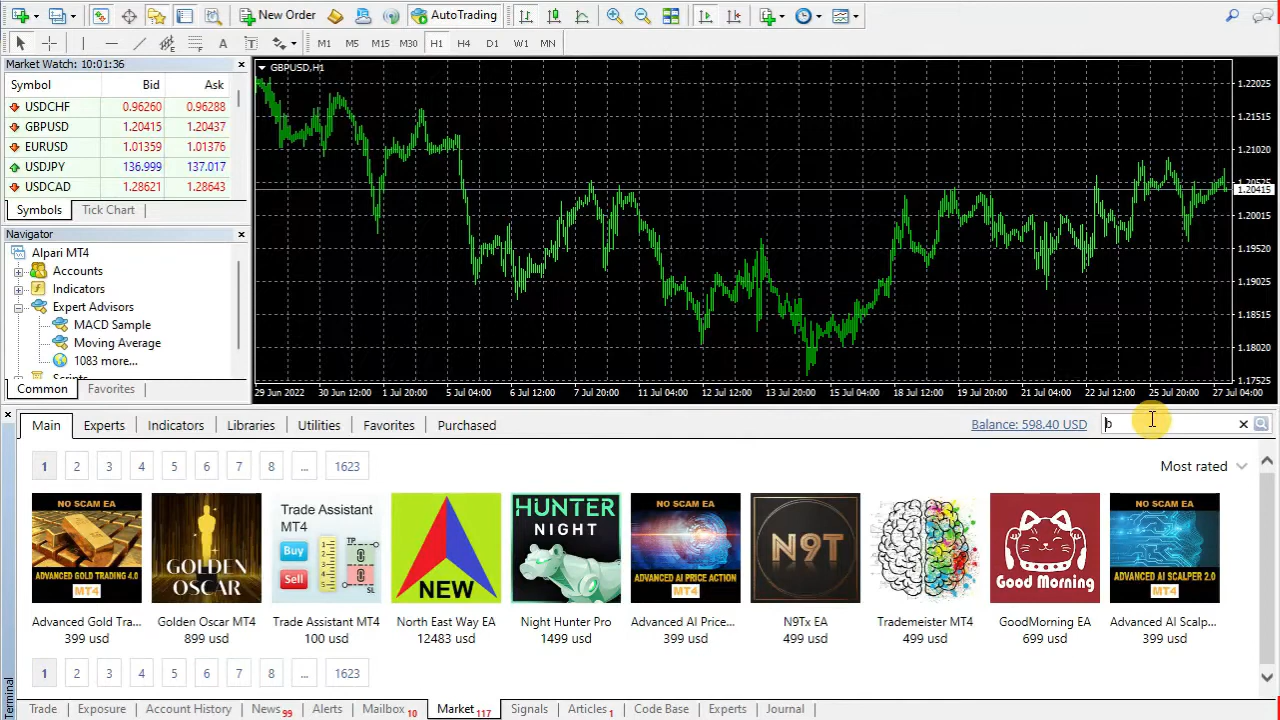 New Order
AutoTrading
A
T
M1 M5 M15 M30 H1 H4 D1 W1 MN
Market Watch: 10:01:36
Symbol Bid Ask
USDCHF 0.96260 0.96288
GBPUSD 1.20415 1.20437
EURUSD 1.01359 1.01376
USDJPY 136.999 137.017
USDCAD 1.28621 1.28643
Symbols Tick Chart
Navigator
Alpari MT4
Accounts
Indicators
Expert Advisors
MACD Sample
Moving Average
1083 more...
Common Favorites
GBPUSD,H1
1.22025
1.21515
1.21020
1.20415
1.20015
1.19520
1.19025
1.18515
1.18020
1.17525
29 Jun 2022 30 Jun 12:00 1 Jul 20:00 5 Jul 04:00 6 Jul 12:00 7 Jul 20:00 11 Jul 04:00 12 Jul 12:00 13 Jul 20:00 15 Jul 04:00 18 Jul 12:00 19 Jul 20:00 21 Jul 04:00 22 Jul 12:00 25 Jul 20:00 27 Jul 04:00
Main Experts Indicators Libraries Utilities Favorites Purchased
Balance: 598.40 USD
b
1 2 3 4 5 6 7 8 ... 1623
Most rated
NO SCAM EA
ADVANCED GOLD TRADING 4.0
MT4
GOLDEN
OSCAR
Trade Assistant
MT4
Buy
Sell
TP
SL
NEW
HUNTER
NIGHT
NO SCAM EA
ADVANCED AI PRICE ACTION
MT4
N9T
Good Morning
NO SCAM EA
ADVANCED AI SCALPER 2.0
MT4
Advanced Gold Tra... Golden Oscar MT4 Trade Assistant MT4 North East Way EA Night Hunter Pro Advanced AI Price... N9Tx EA Trademeister MT4 GoodMorning EA Advanced AI Scalp...
399 usd 899 usd 100 usd 12483 usd 1499 usd 399 usd 499 usd 499 usd 699 usd 399 usd
1 2 3 4 5 6 7 8 ... 1623
Terminal
Trade Exposure Account History News 99 Alerts Mailbox 10 Market 117 Signals Articles 1 Code Base Experts Journal